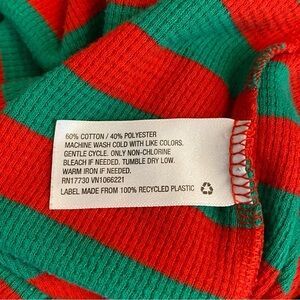 60% COTTON / 40% POLYESTER
MACHINE WASH COLD WITH LIKE COLORS.
GENTLE CYCLE. ONLY NON-CHLORINE
BLEACH IF NEEDED. TUMBLE DRY LOW.
WARM IRON IF NEEDED.
RN17730 VN1066221
LABEL MADE FROM 100% RECYCLED PLASTIC